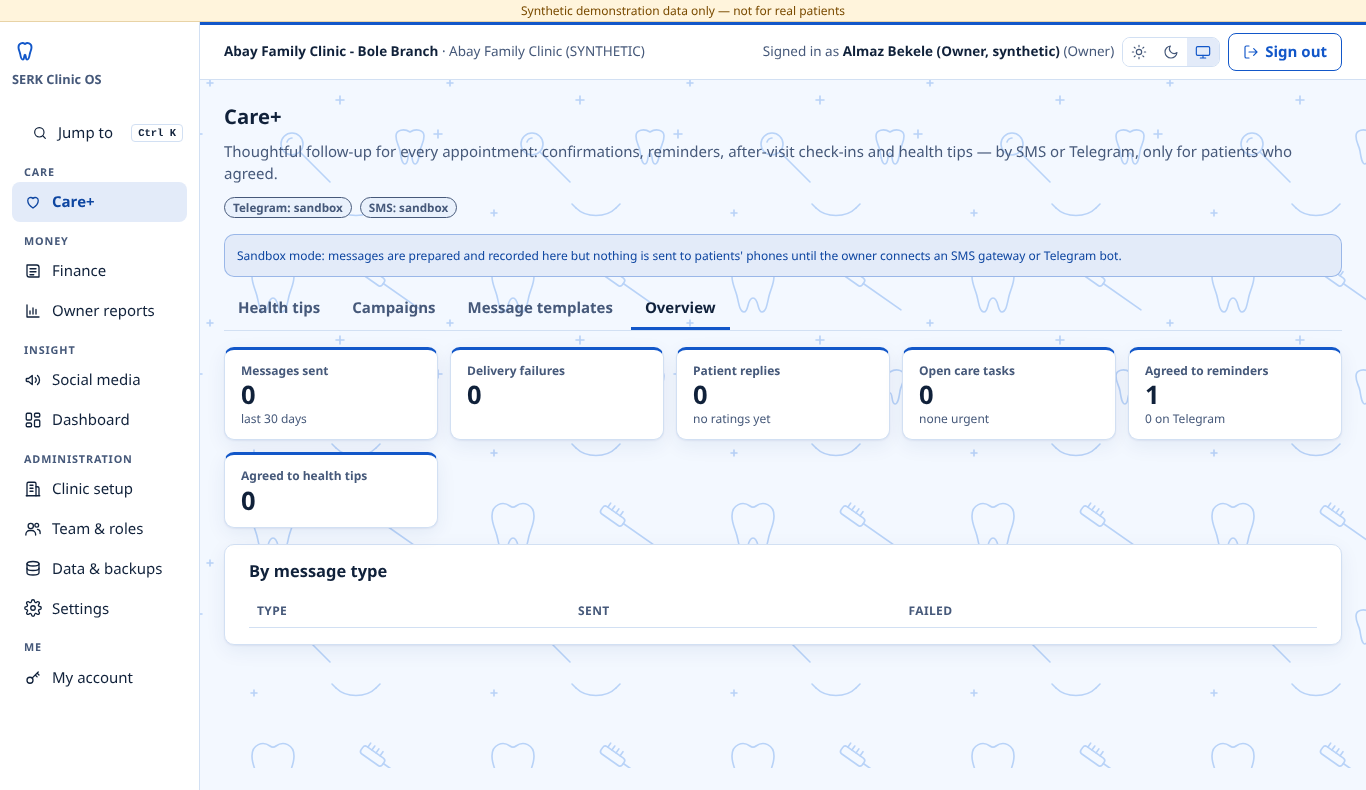 Synthetic demonstration data only — not for real patients
SERK Clinic OS
Jump to Ctrl K
CARE
Care+
MONEY
Finance
Owner reports
INSIGHT
Social media
Dashboard
ADMINISTRATION
Clinic setup
Team & roles
Data & backups
Settings
ME
My account
Abay Family Clinic - Bole Branch · Abay Family Clinic (SYNTHETIC)
Signed in as Almaz Bekele (Owner, synthetic) (Owner)
Sign out
Care+
Thoughtful follow-up for every appointment: confirmations, reminders, after-visit check-ins and health tips — by SMS or Telegram, only for patients who
agreed.
Telegram: sandbox SMS: sandbox
Sandbox mode: messages are prepared and recorded here but nothing is sent to patients' phones until the owner connects an SMS gateway or Telegram bot.
Health tips Campaigns Message templates Overview
Messages sent
0
last 30 days
Delivery failures
0
Patient replies
0
no ratings yet
Open care tasks
0
none urgent
Agreed to reminders
1
0 on Telegram
Agreed to health tips
0
By message type
TYPE SENT FAILED